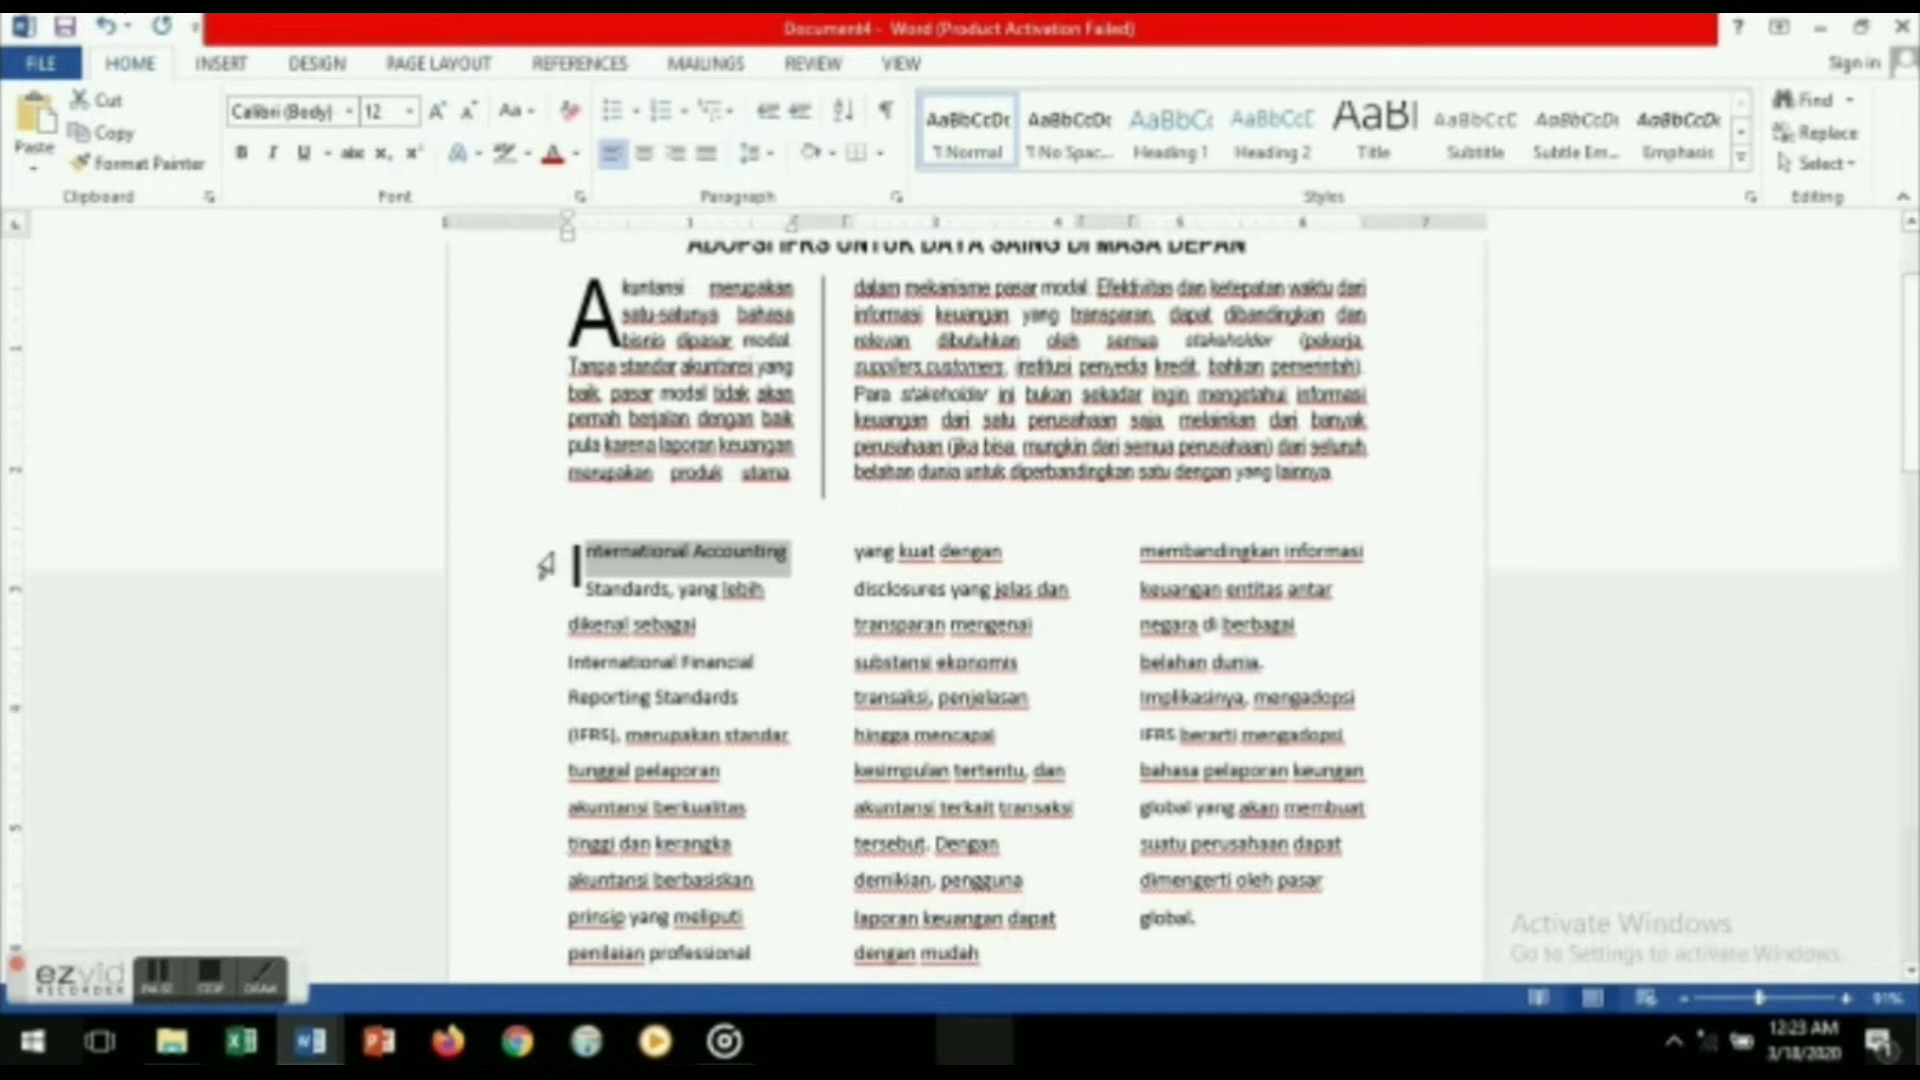 Document4 - Word (Product Activation Failed)
FILE HOME INSERT DESIGN PAGE LAYOUT REFERENCES MAILINGS REVIEW VIEW Sign in
Paste
Cut
Copy
Format Painter
Clipboard
Calibri (Body) 12
Font
Paragraph
AaBbCcDc AaBbCcDc AaBbCc AaBbCcC AaBl AaBbCcC AaBbCcDc AaBbCcDc
¶ Normal ¶ No Spac... Heading 1 Heading 2 Title Subtitle Subtle Em... Emphasis
Styles
Find
Replace
Select
Editing
ADOPSI IFRS UNTUK DAYA SAING DI MASA DEPAN
Akuntansi merupakan
satu-satunya bahasa
bisnis dipasar modal.
Tanpa standar akuntansi yang
baik, pasar modal tidak akan
pernah berjalan dengan baik
pula karena laporan keuangan
merupakan produk utama
dalam mekanisme pasar modal. Efektivitas dan ketepatan waktu dari
informasi keuangan yang transparan, dapat dibandingkan dan
relevan dibutuhkan oleh semua stakeholder (pekerja,
suppliers,customers, institusi penyedia kredit, bahkan pemerintah).
Para stakeholder ini bukan sekadar ingin mengetahui informasi
keuangan dari satu perusahaan saja, melainkan dari banyak
perusahaan (jika bisa, mungkin dari semua perusahaan) dari seluruh
belahan dunia untuk diperbandingkan satu dengan yang lainnya.
International Accounting
Standards, yang lebih
dikenal sebagai
International Financial
Reporting Standards
(IFRS), merupakan standar
tunggal pelaporan
akuntansi berkualitas
tinggi dan kerangka
akuntansi berbasiskan
prinsip yang meliputi
penilaian professional
yang kuat dengan
disclosures yang jelas dan
transparan mengenai
substansi ekonomis
transaksi, penjelasan
hingga mencapai
kesimpulan tertentu, dan
akuntansi terkait transaksi
tersebut. Dengan
demikian, pengguna
laporan keuangan dapat
dengan mudah
membandingkan informasi
keuangan entitas antar
negara di berbagai
belahan dunia.
Implikasinya, mengadopsi
IFRS berarti mengadopsi
bahasa pelaporan keungan
global yang akan membuat
suatu perusahaan dapat
dimengerti oleh pasar
global.
Activate Windows
Go to Settings to activate Windows.
ezvid
RECORDER
PAUSE STOP DRAW
91%
12:23 AM
3/18/2020